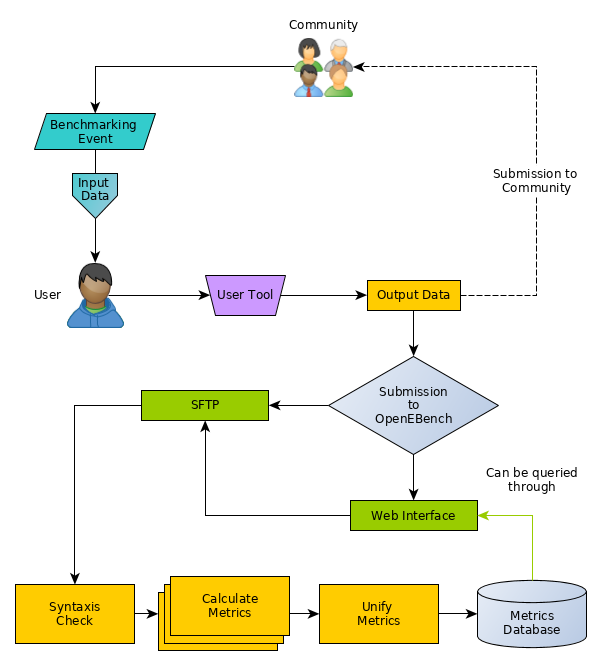 Community
Benchmarking
Event
Input
Data
Submission to
Community
User
User Tool
Output Data
Submission
to
OpenEBench
SFTP
Can be queried
through
Web Interface
Syntaxis
Check
Calculate
Metrics
Unify
Metrics
Metrics
Database